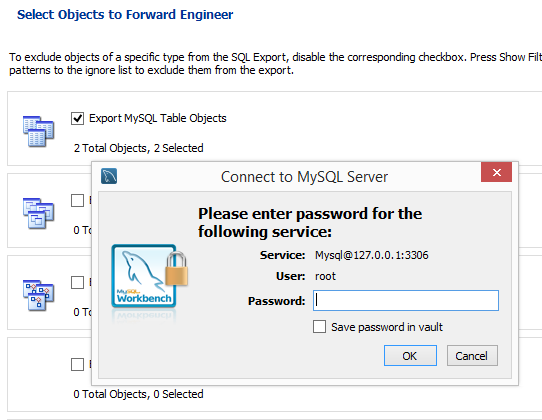 Select Objects to Forward Engineer
To exclude objects of a specific type from the SQL Export, disable the corresponding checkbox. Press Show Filt
patterns to the ignore list to exclude them from the export.
Export MySQL Table Objects
2 Total Objects, 2 Selected
Connect to MySQL Server
Please enter password for the
following service:
Service: Mysql@127.0.0.1:3306
User: root
Password:
Save password in vault
OK Cancel
MySQL
Workbench
0 To
0 To
0 Total Objects, 0 Selected